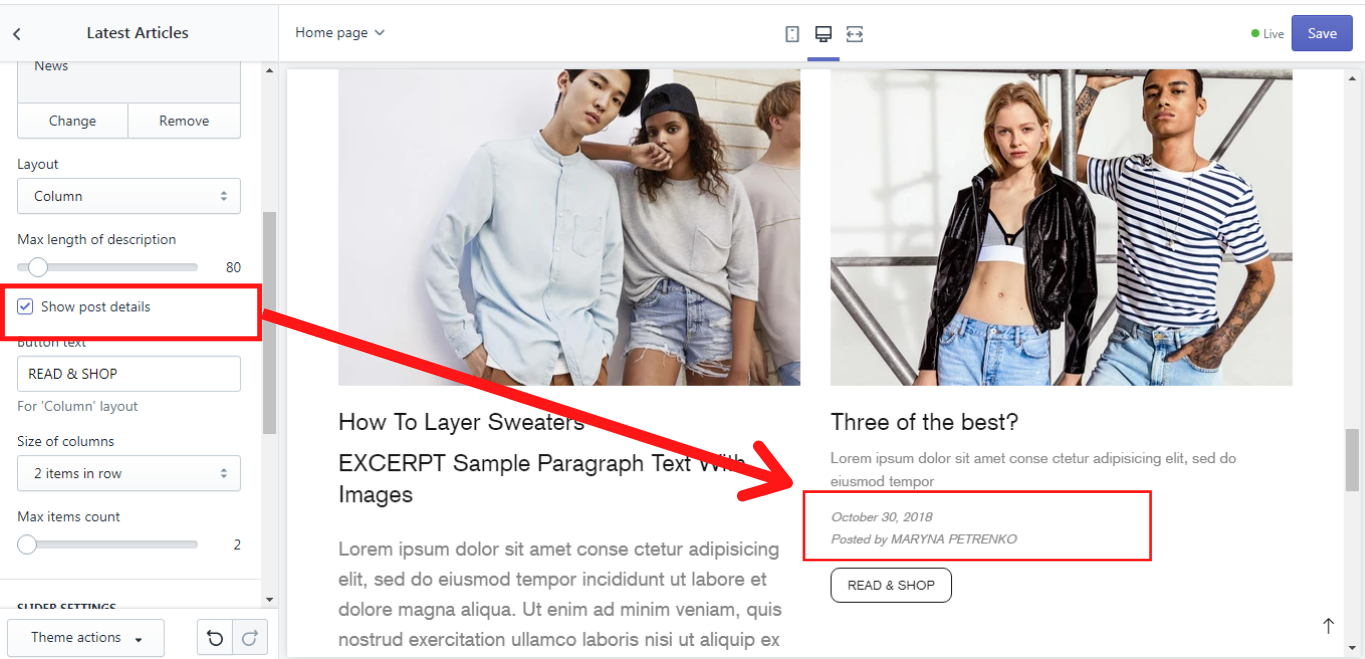 Latest Articles
Home page
Live
Save
News
Change
Remove
Layout
Column
Max length of description
80
Show post details
Button text
READ & SHOP
For 'Column' layout
Size of columns
2 items in row
Max items count
2
SLIDER SETTINGS
Theme actions
How To Layer Sweaters
EXCERPT Sample Paragraph Text With
Images
Lorem ipsum dolor sit amet conse ctetur adipisicing
elit, sed do eiusmod tempor incididunt ut labore et
dolore magna aliqua. Ut enim ad minim veniam, quis
nostrud exercitation ullamco laboris nisi ut aliquip ex
Three of the best?
Lorem ipsum dolor sit amet conse ctetur adipisicing elit, sed do
eiusmod tempor
October 30, 2018
Posted by MARYNA PETRENKO
READ & SHOP